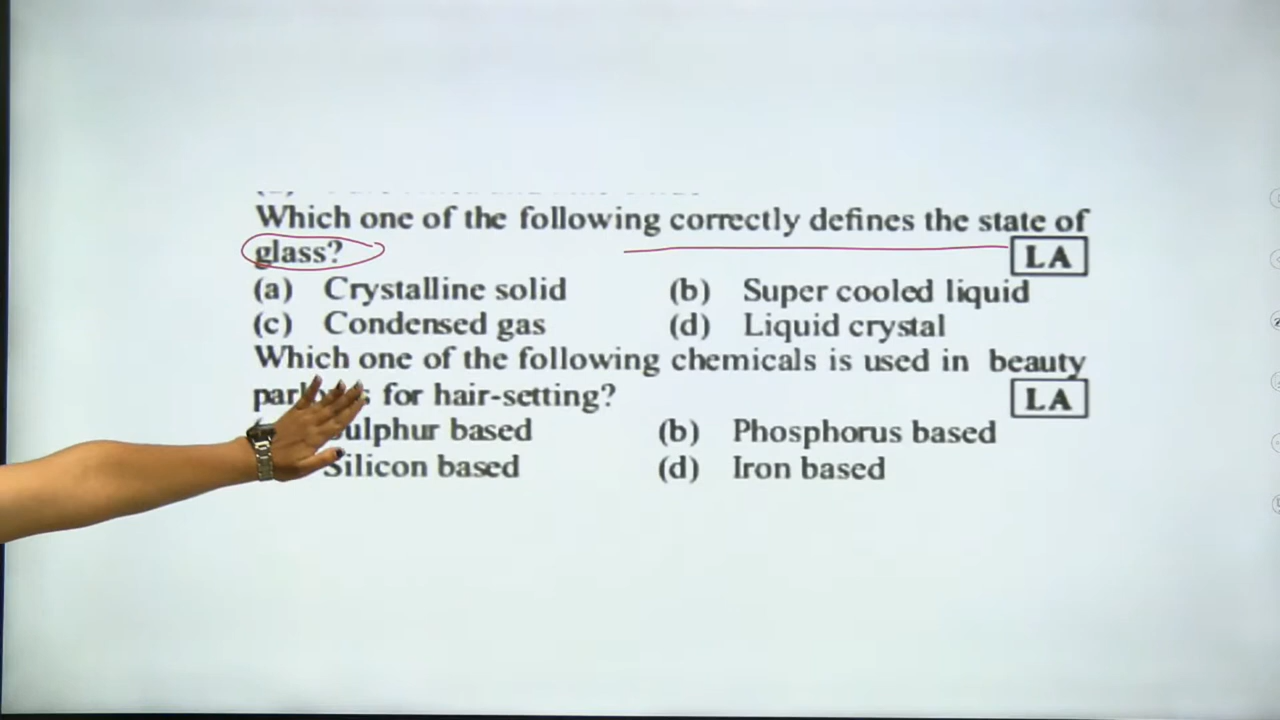 Which one of the following correctly defines the state of
glass? LA
(a) Crystalline solid (b) Super cooled liquid
(c) Condensed gas (d) Liquid crystal
Which one of the following chemicals is used in beauty
for hair-setting? LA
Sulphur based (b) Phosphorus based
Silicon based (d) Iron based